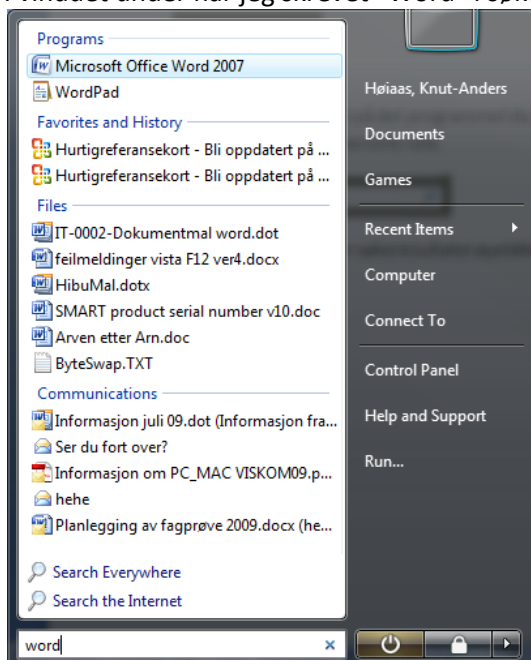 Programs
Microsoft Office Word 2007
WordPad
Favorites and History
Hurtigreferansekort - Bli oppdatert på ...
Hurtigreferansekort - Bli oppdatert på ...
Files
IT-0002-Dokumentmal word.dot
feilmeldinger vista F12 ver4.docx
HibuMal.dotx
SMART product serial number v10.doc
Arven etter Arn.doc
ByteSwap.TXT
Communications
Informasjon juli 09.dot (Informasjon fra...
Ser du fort over?
Informasjon om PC_MAC VISKOM09.p...
hehe
Planlegging av fagprøve 2009.docx (he...
Search Everywhere
Search the Internet
word
Høiaas, Knut-Anders
Documents
Games
Recent Items
Computer
Connect To
Control Panel
Help and Support
Run...